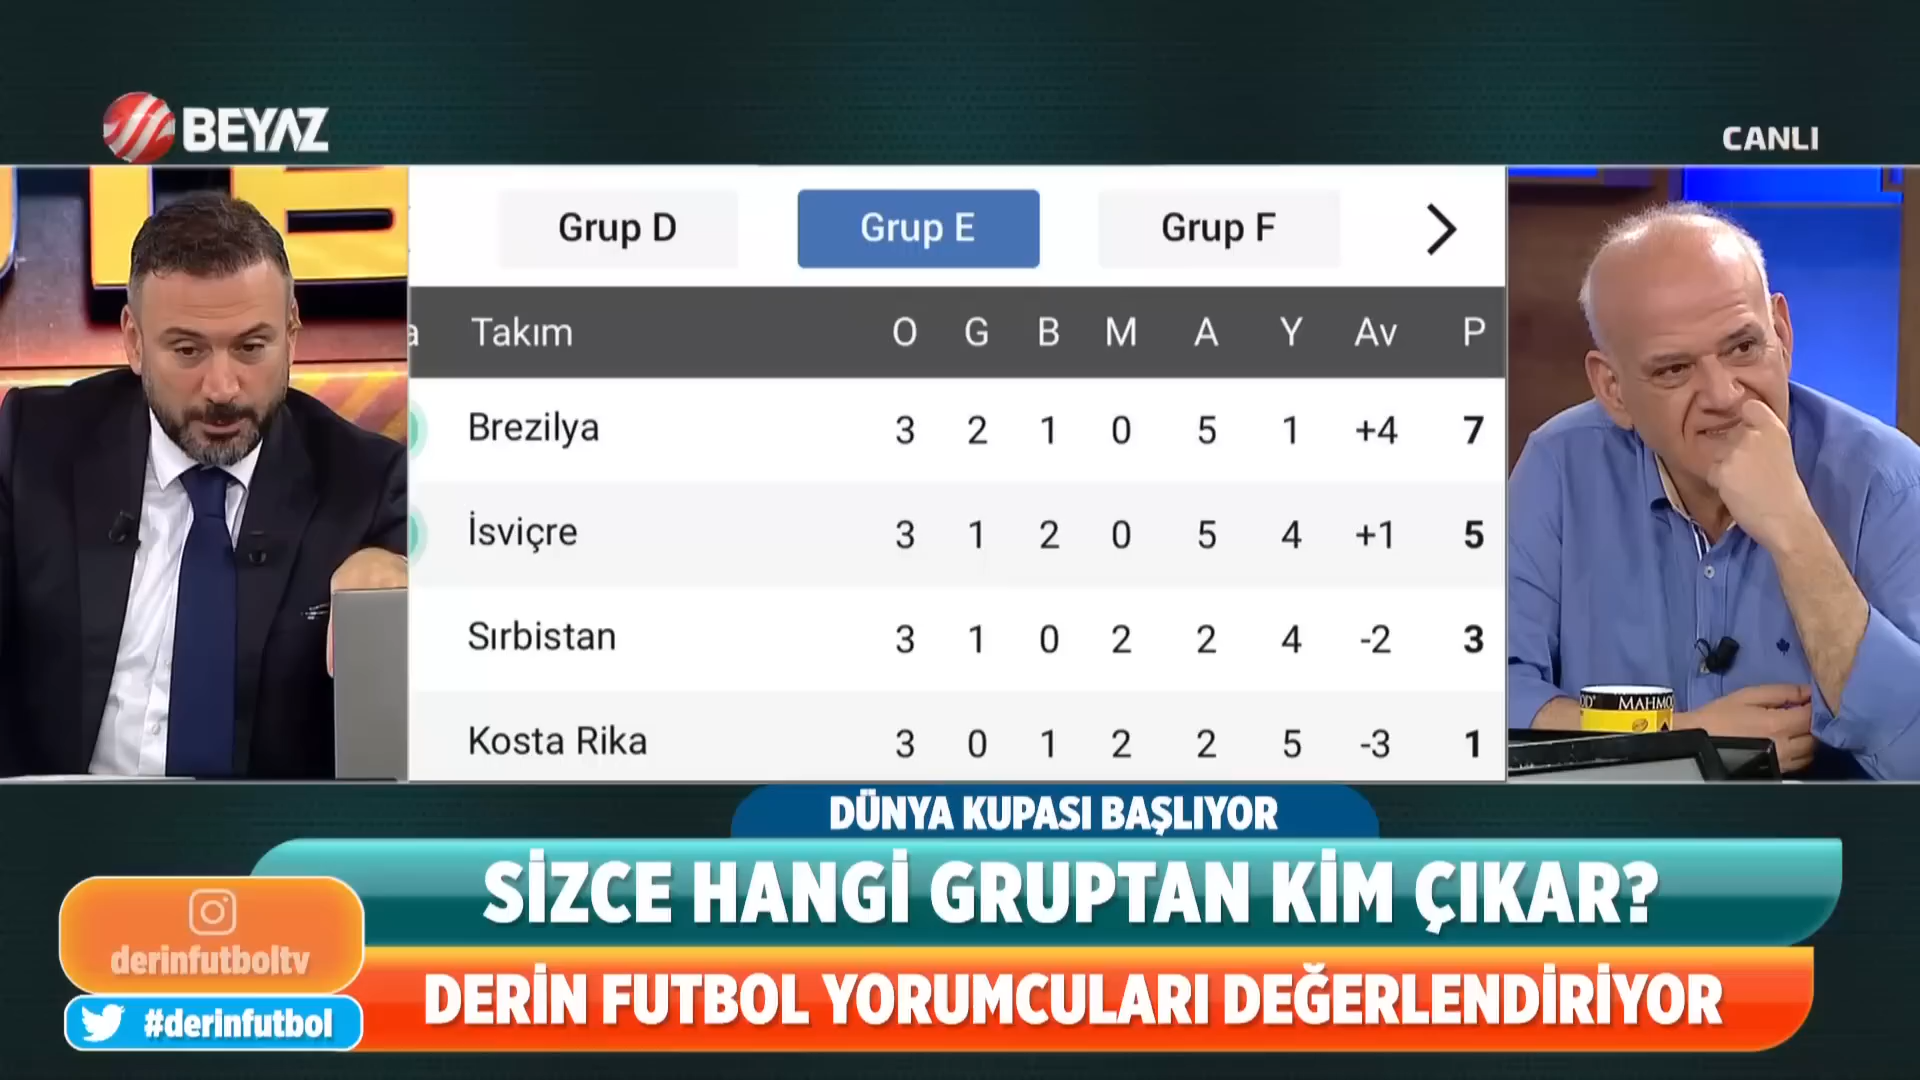 BEYAZ
CANLI
Grup D Grup E Grup F
a Takım O G B M A Y Av P
Brezilya 3 2 1 0 5 1 +4 7
İsviçre 3 1 2 0 5 4 +1 5
Sırbistan 3 1 0 2 2 4 -2 3
Kosta Rika 3 0 1 2 2 5 -3 1
MAHMO
DÜNYA KUPASI BAŞLIYOR
SİZCE HANGİ GRUPTAN KİM ÇIKAR?
DERİN FUTBOL YORUMCULARI DEĞERLENDİRİYOR
derinfutboltv
#derinfutbol